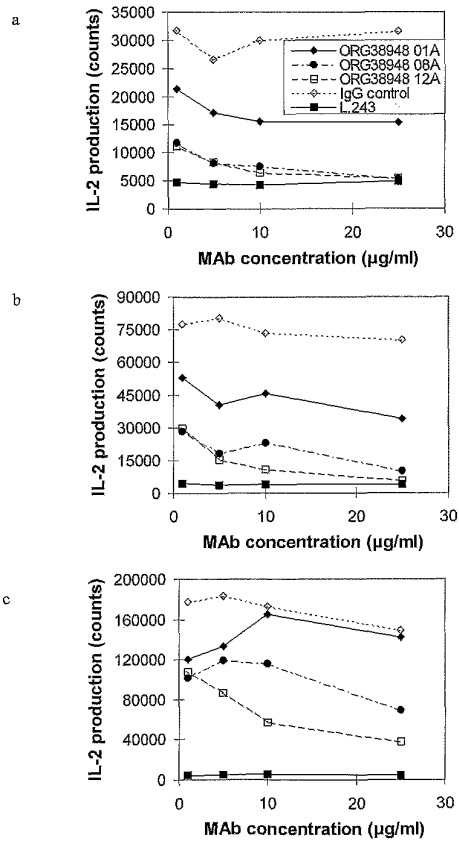 a
IL-2 production (counts)
35000
30000
25000
20000
15000
10000
5000
0
ORG38948 01A
ORG38948 08A
ORG38948 12A
IgG control
L.243
0 10 20 30
MAb concentration (µg/ml)
b
IL-2 production (counts)
90000
75000
60000
45000
30000
15000
0
0 10 20 30
MAb concentration (µg/ml)
c
IL-2 production (counts)
200000
160000
120000
80000
40000
0
0 10 20 30
MAb concentration (µg/ml)